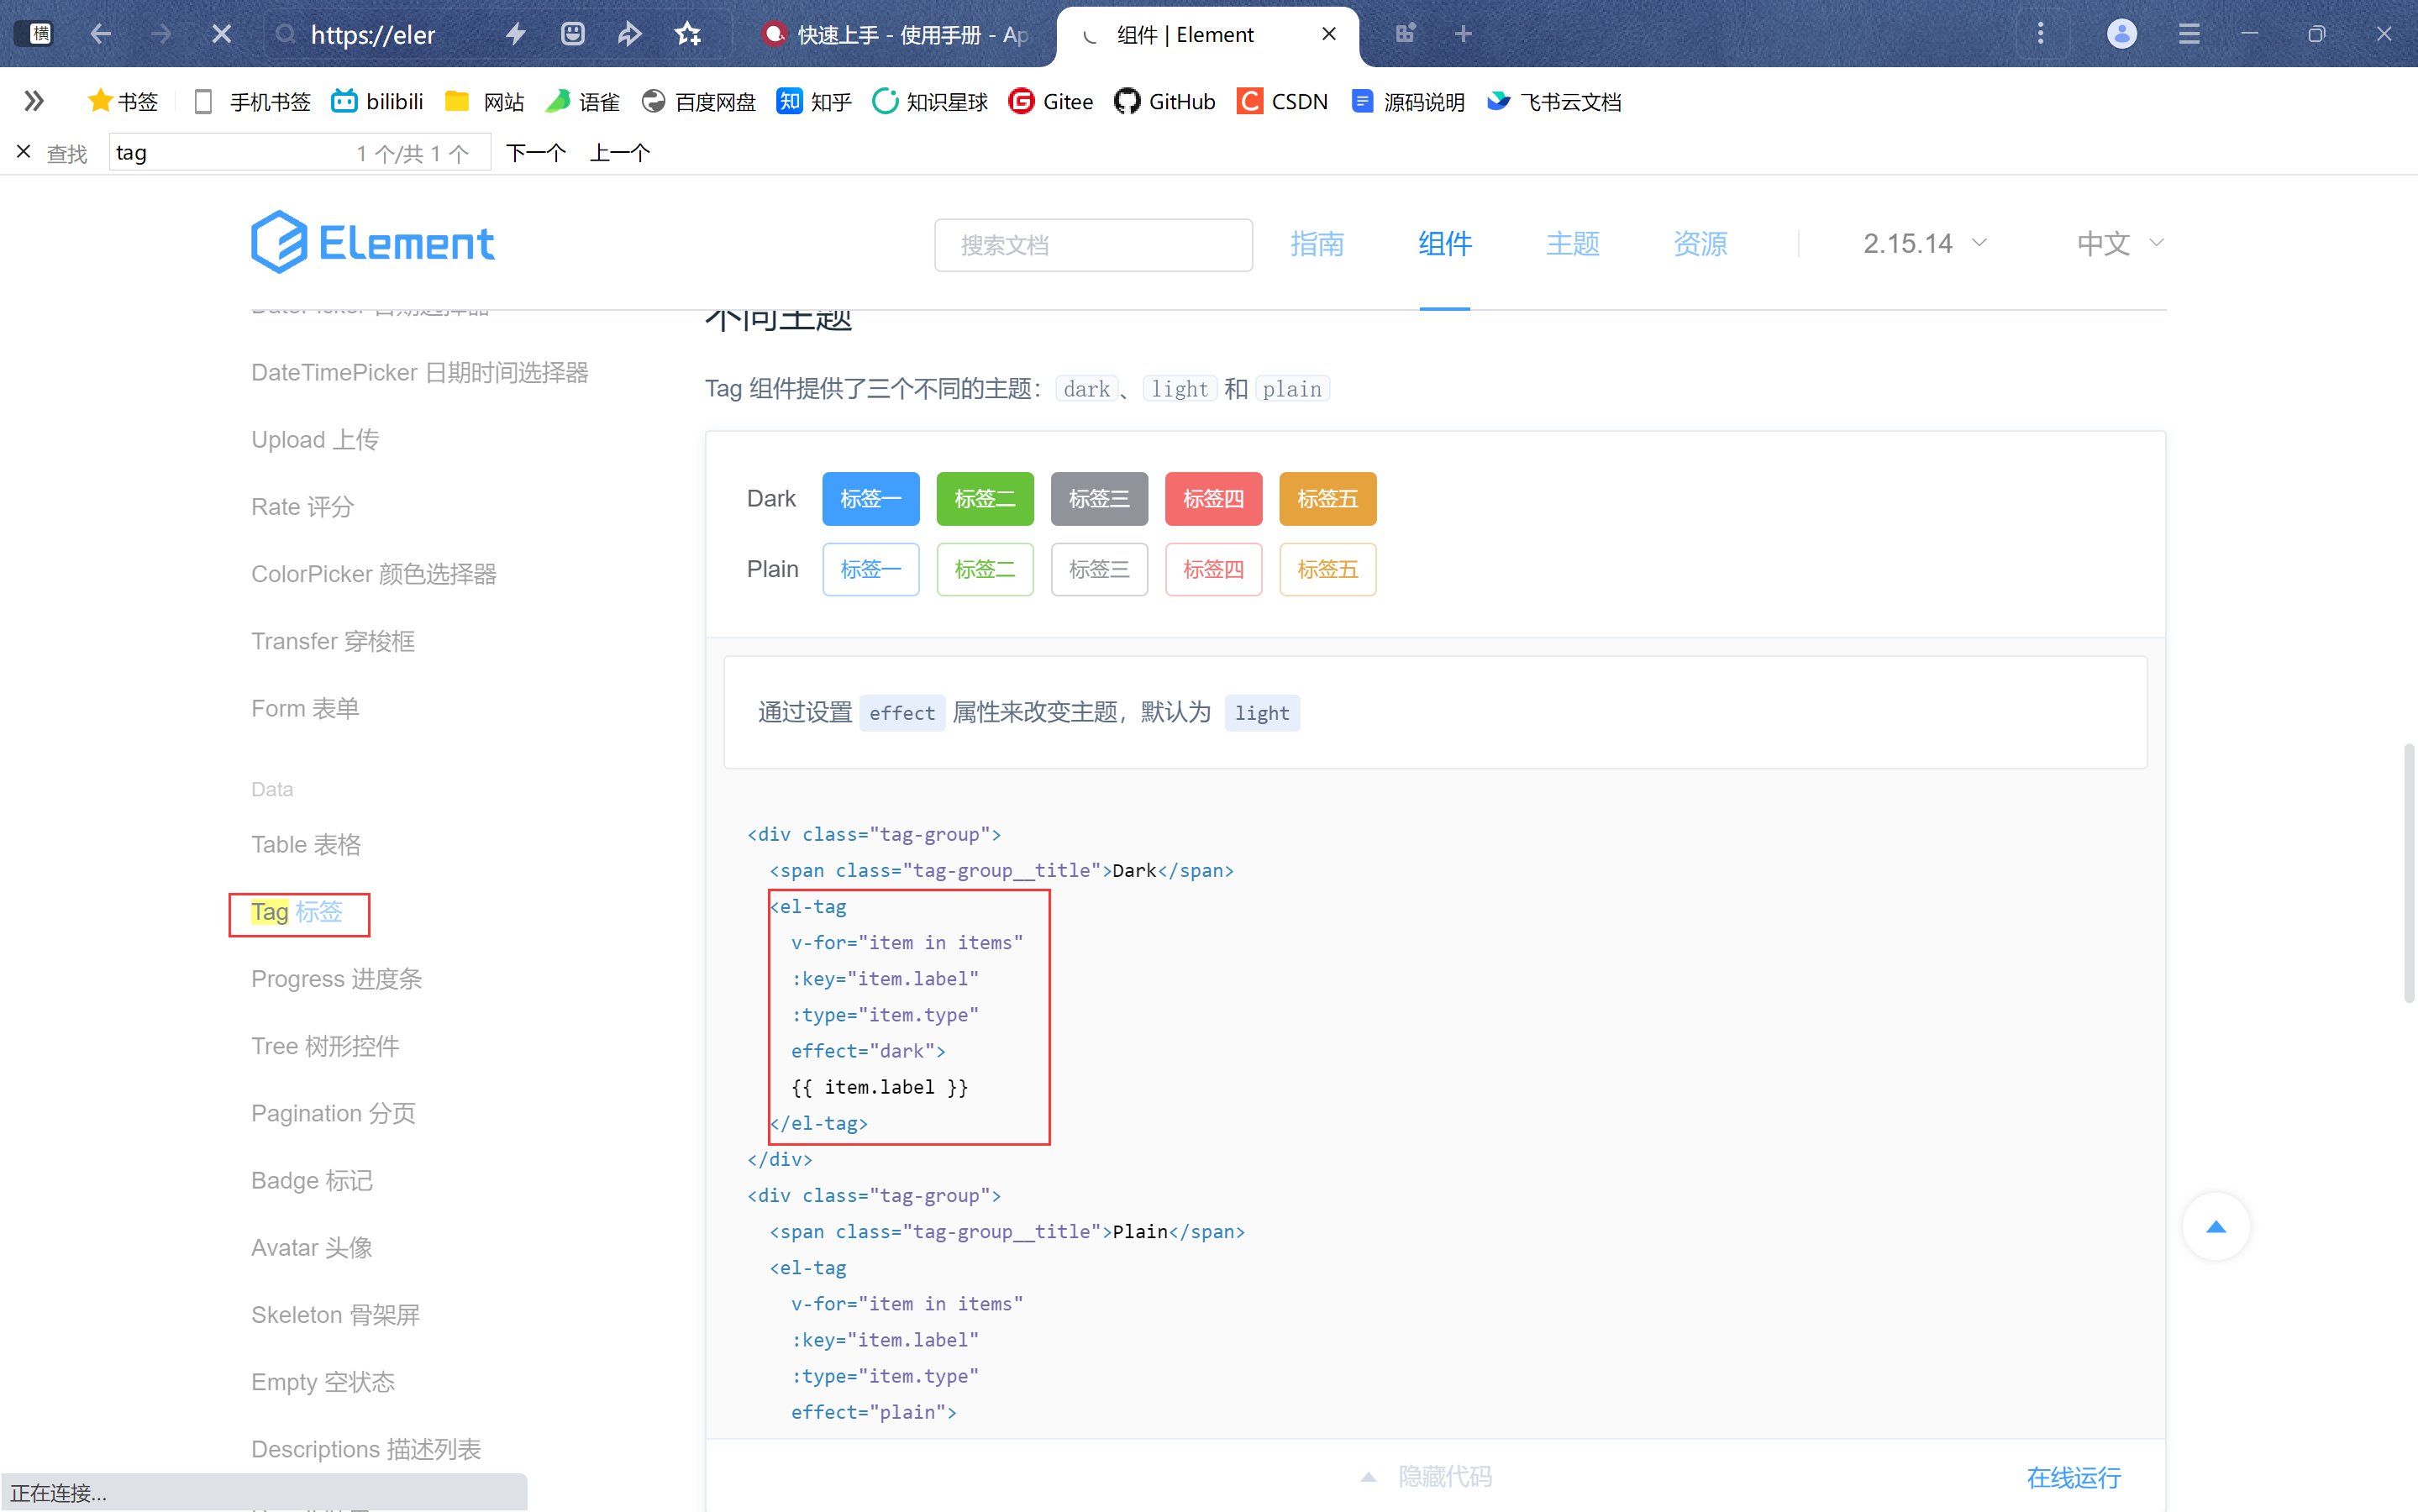 横
https://eler
快速上手 - 使用手册 - Ap
组件 | Element
书签
手机书签
bilibili
网站
语雀
百度网盘
知 知乎
知识星球
Gitee
GitHub
CSDN
源码说明
飞书云文档
查找
tag
1 个/共 1 个
下一个
上一个
Element
搜索文档
指南
组件
主题
资源
2.15.14
中文
DatePicker 日期选择器
DateTimePicker 日期时间选择器
Upload 上传
Rate 评分
ColorPicker 颜色选择器
Transfer 穿梭框
Form 表单
Data
Table 表格
Tag 标签
Progress 进度条
Tree 树形控件
Pagination 分页
Badge 标记
Avatar 头像
Skeleton 骨架屏
Empty 空状态
Descriptions 描述列表
正在连接...
不同主题
Tag 组件提供了三个不同的主题：dark、light 和 plain
Dark 标签一 标签二 标签三 标签四 标签五
Plain 标签一 标签二 标签三 标签四 标签五
通过设置 effect 属性来改变主题，默认为 light
<div class="tag-group">
<span class="tag-group__title">Dark</span>
<el-tag
v-for="item in items"
:key="item.label"
:type="item.type"
effect="dark">
{{ item.label }}
</el-tag>
</div>
<div class="tag-group">
<span class="tag-group__title">Plain</span>
<el-tag
v-for="item in items"
:key="item.label"
:type="item.type"
effect="plain">
隐藏代码
在线运行